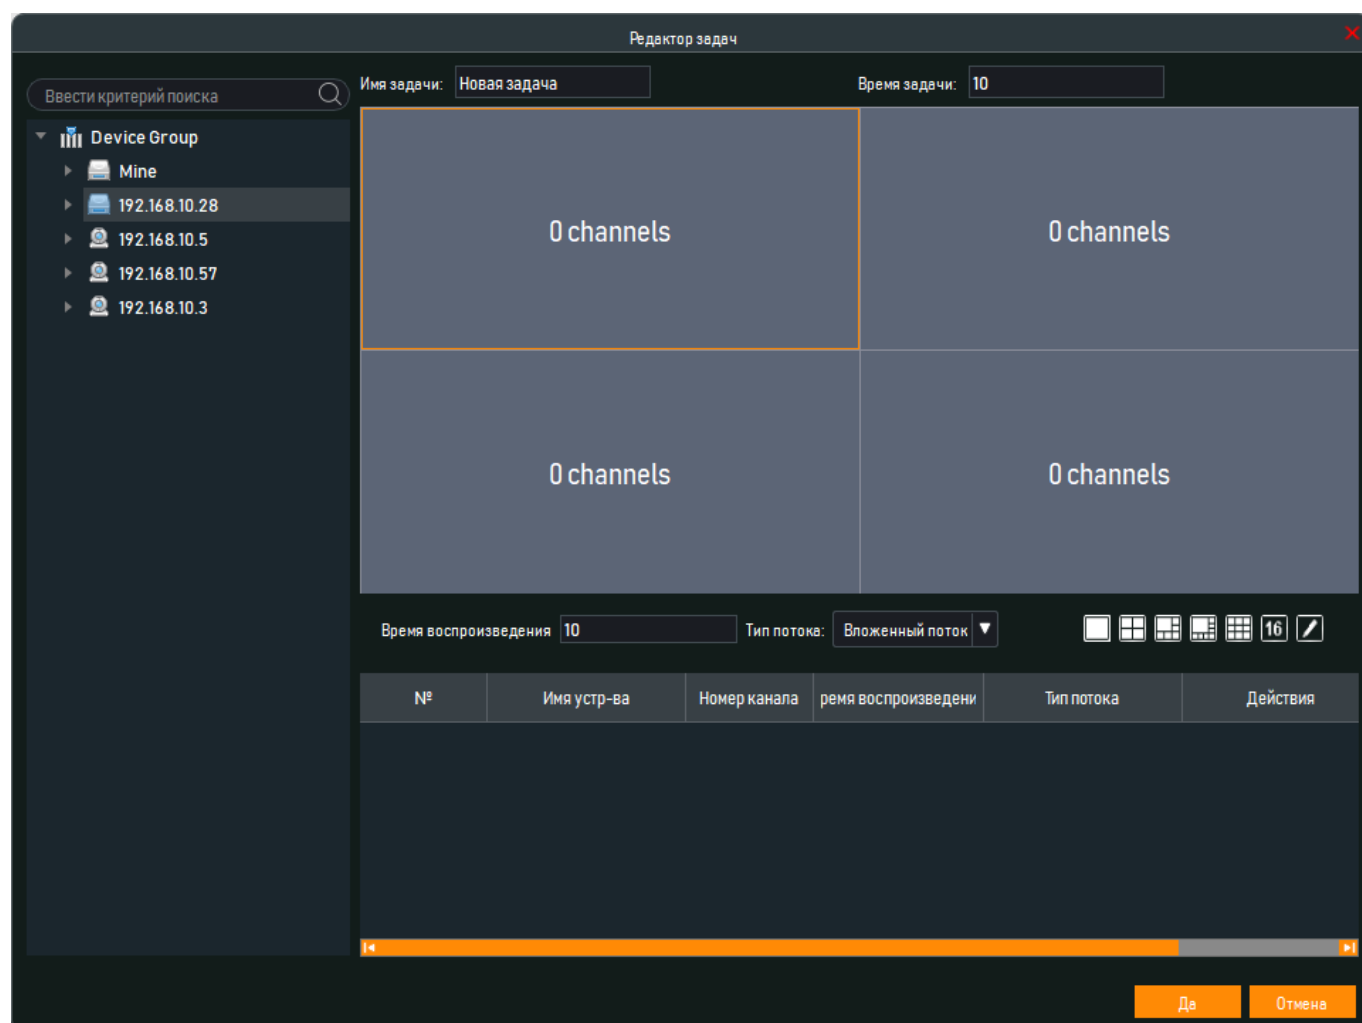 Редактор задач
Ввести критерий поиска
Имя задачи: Новая задача Время задачи: 10
Device Group
Mine
192.168.10.28
192.168.10.5
192.168.10.57
192.168.10.3
0 channels 0 channels
0 channels 0 channels
Время воспроизведения 10 Тип потока: Вложенный поток 16
№ Имя устр-ва Номер канала ремя воспроизведени Тип потока Действия
Да Отмена